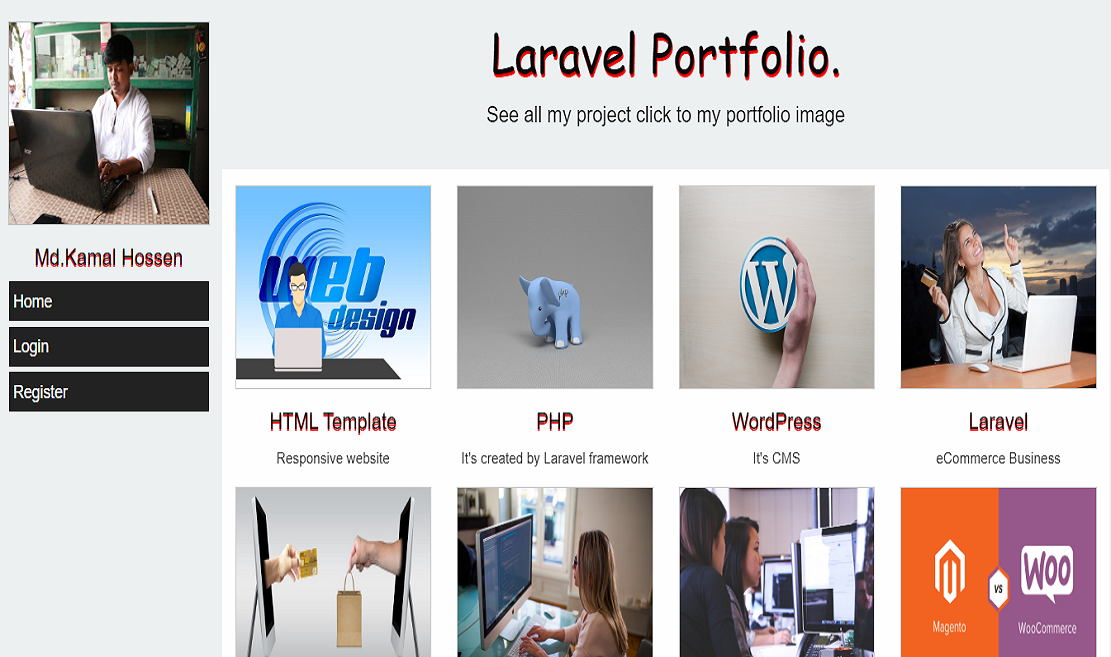 Laravel Portfolio.
See all my project click to my portfolio image
Md.Kamal Hossen
Home
Login
Register
web
design
php
W
HTML Template
PHP
WordPress
Laravel
Responsive website
It's created by Laravel framework
It's CMS
eCommerce Business
VS
WOO
Magento
WooCommerce